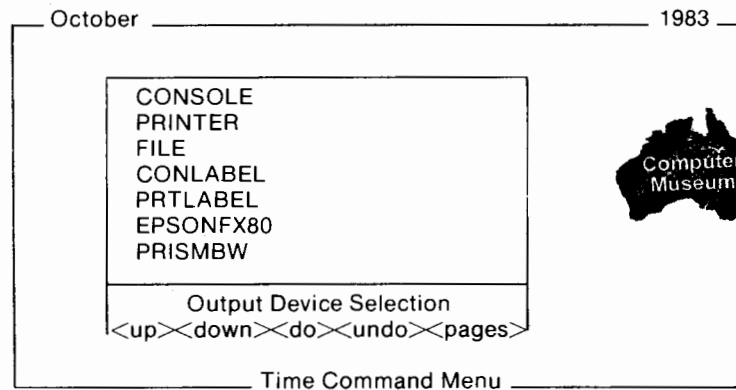 October 1983
CONSOLE
PRINTER
FILE
CONLABEL
PRTLABEL
EPSONFX80
PRISMBW
Computer
Museum
Output Device Selection
<up><down><do><undo><pages>
Time Command Menu